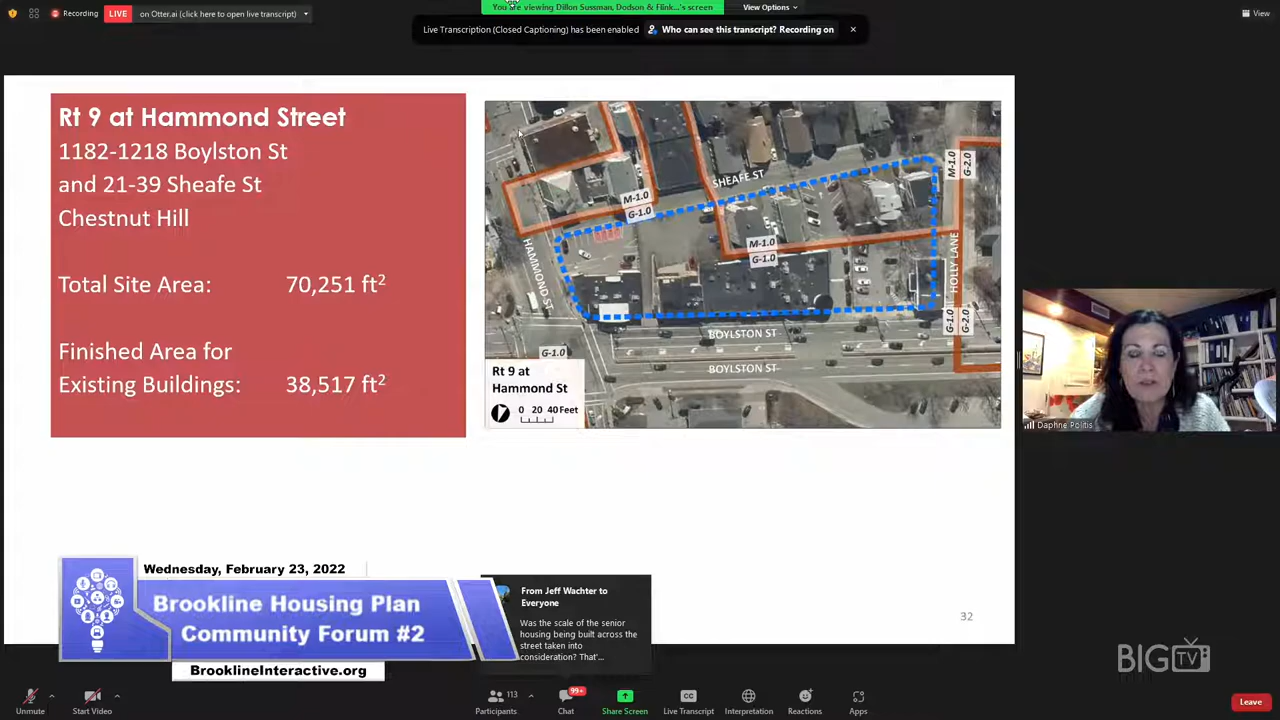 You are viewing Dillon Sussman, Dodson & Flink...'s screen
View Options
Recording
LIVE
on Otter.ai (click here to open live transcript)
View
Live Transcription (Closed Captioning) has been enabled
Who can see this transcript? Recording on
Rt 9 at Hammond Street
1182-1218 Boylston St
and 21-39 Sheafe St
Chestnut Hill
Total Site Area: 70,251 ft²
Finished Area for
Existing Buildings: 38,517 ft²
M-1.0
G-2.0
SHEAFE ST
M-1.0
G-1.0
M-1.0
G-1.0
HAMMOND ST
HOLLY LANE
G-1.0
G-2.0
BOYLSTON ST
G-1.0
BOYLSTON ST
Rt 9 at
Hammond St
0 20 40 Feet
Daphne Politis
Wednesday, February 23, 2022
Brookline Housing Plan
Community Forum #2
BrooklineInteractive.org
From Jeff Wachter to
Everyone
Was the scale of the senior
housing being built across the
street taken into
consideration? That'...
32
BIG TV
Unmute
Start Video
113
Participants
99+
Chat
Share Screen
CC
Live Transcript
Interpretation
Reactions
Apps
Leave